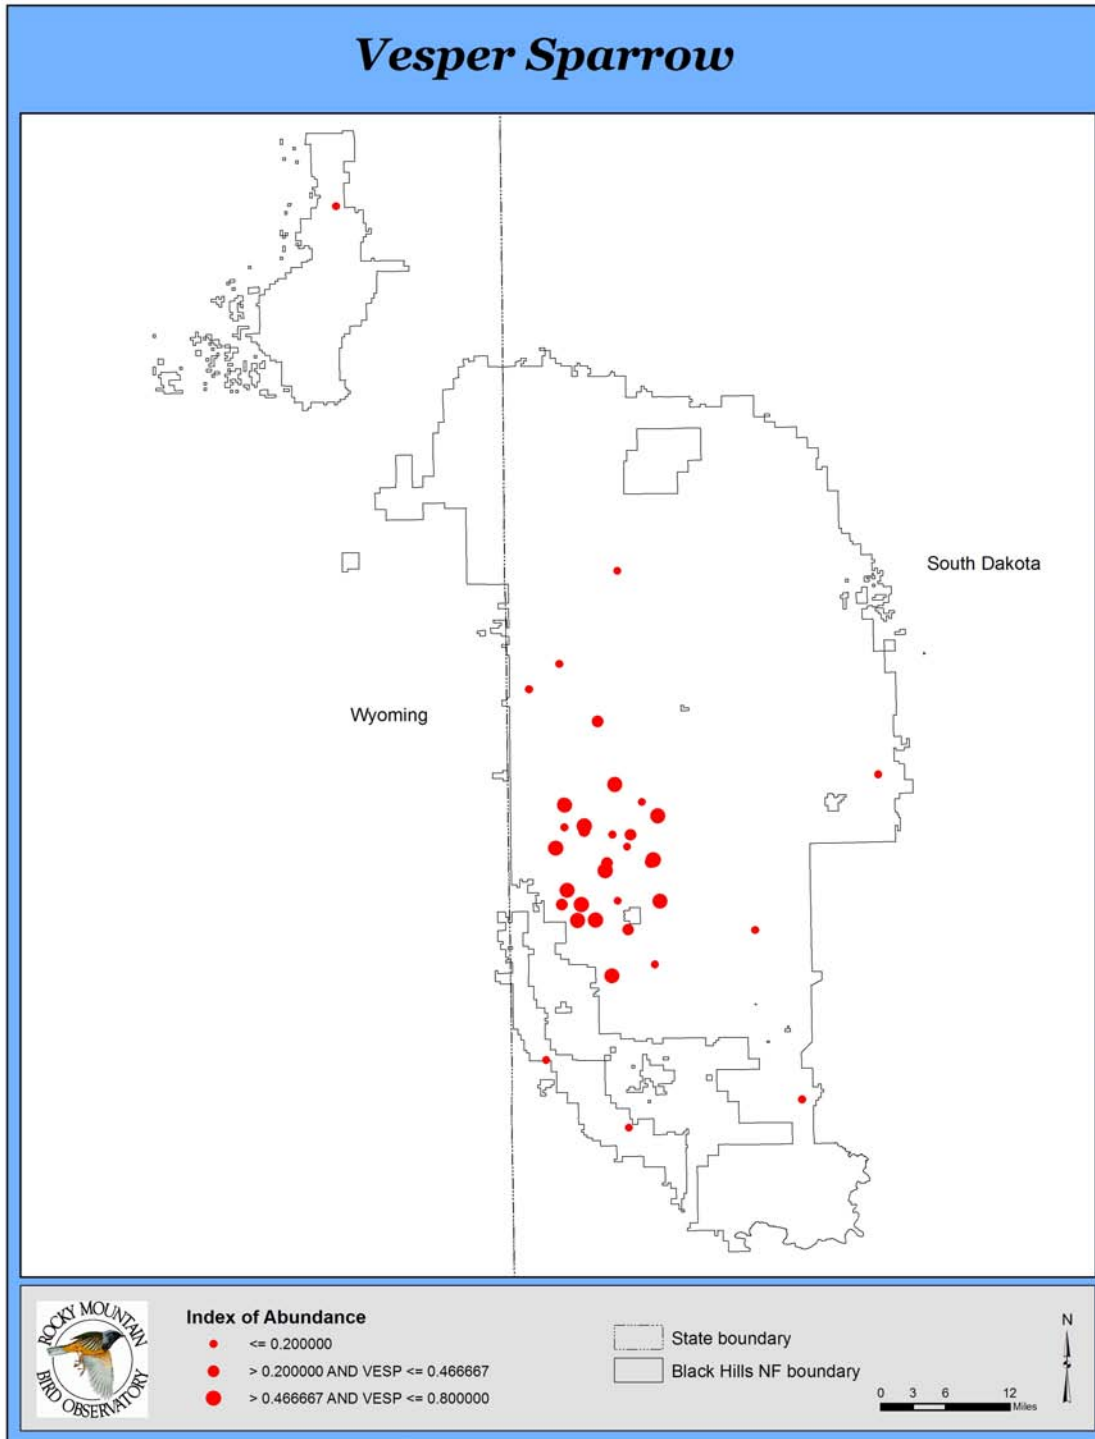 Vesper Sparrow
South Dakota
Wyoming
ROCKY MOUNTAIN
BIRD OBSERVATORY
Index of Abundance
<= 0.200000
> 0.200000 AND VESP <= 0.466667
> 0.466667 AND VESP <= 0.800000
State boundary
Black Hills NF boundary
N
0 3 6 12
Miles